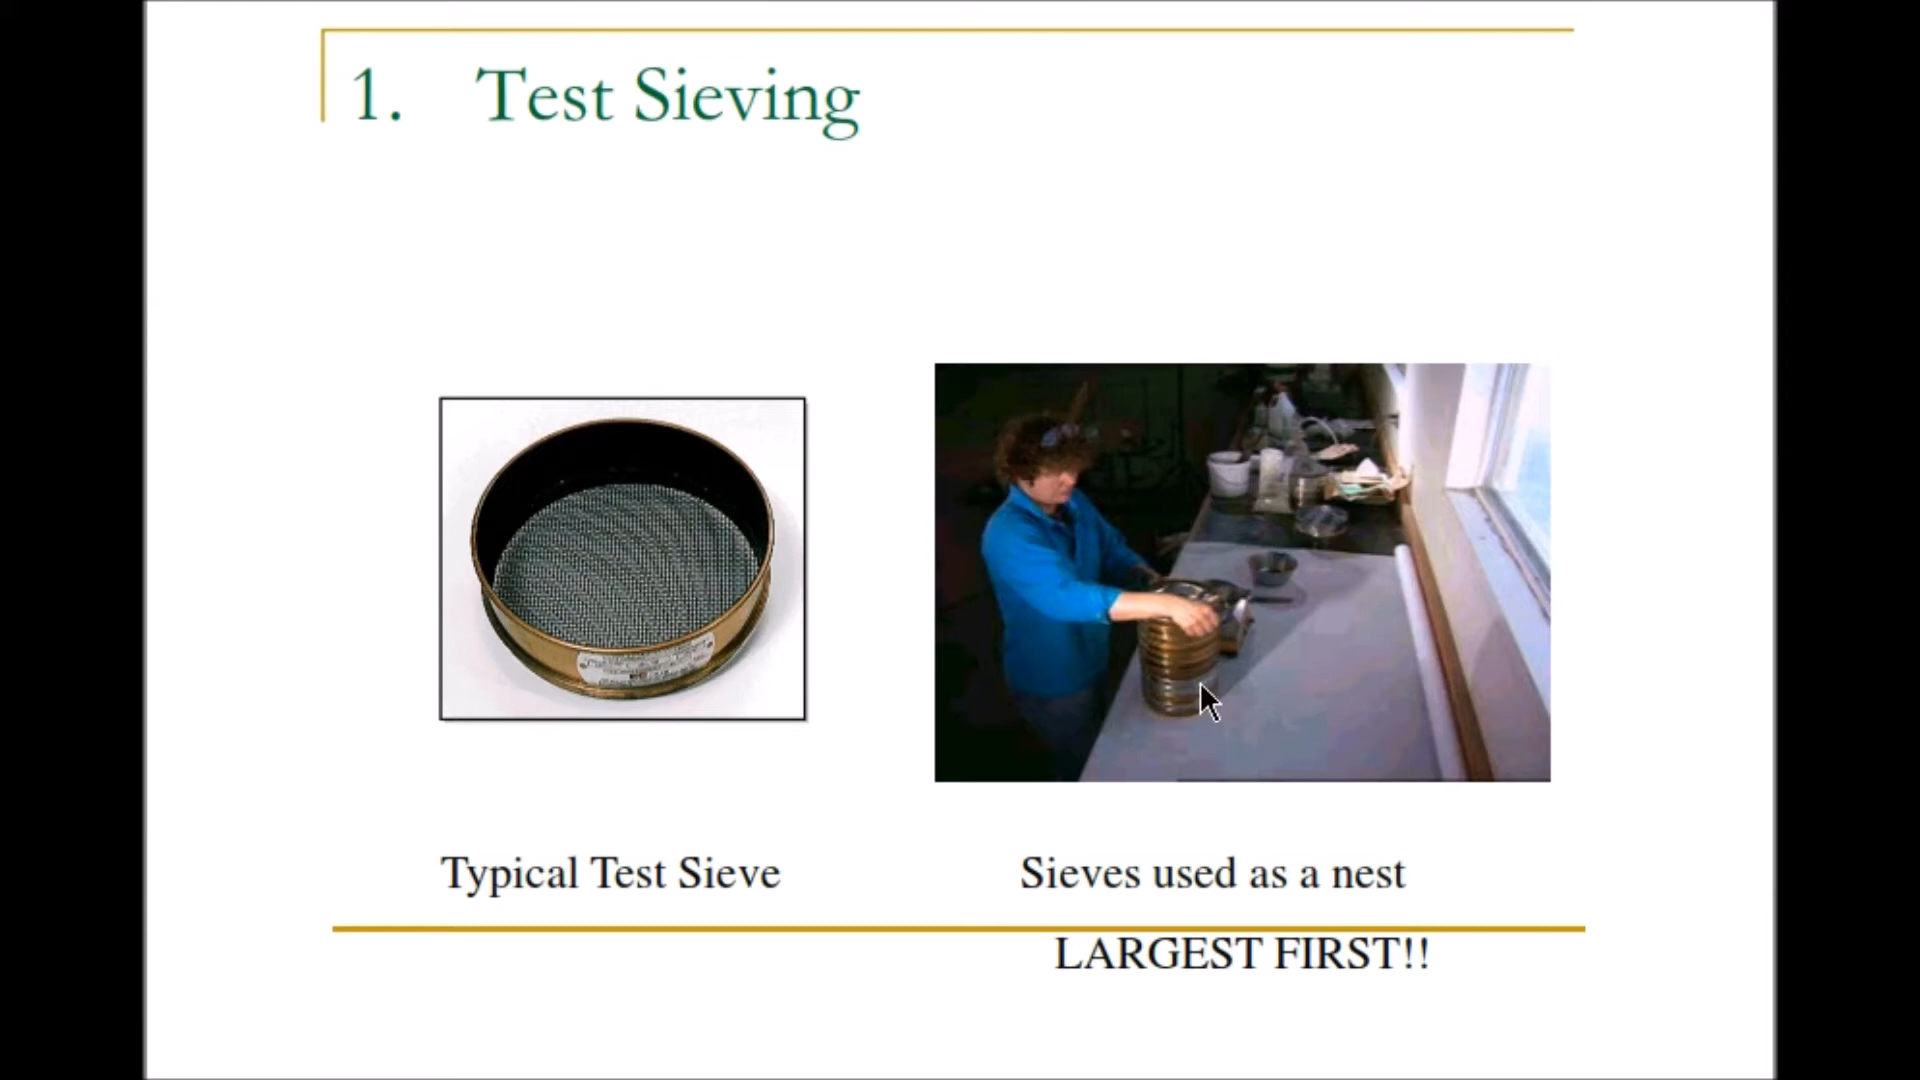 1. Test Sieving
Typical Test Sieve
Sieves used as a nest
LARGEST FIRST!!